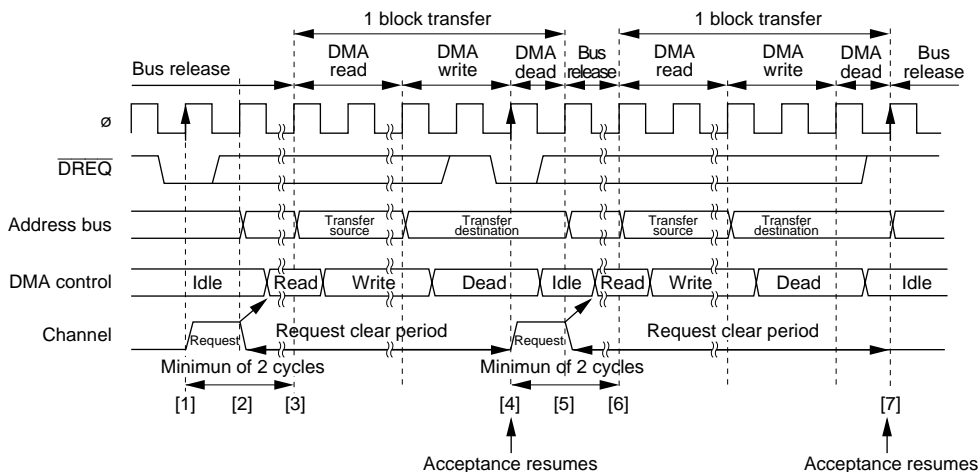 1 block transfer 1 block transfer
Bus release DMA read DMA write DMA dead Bus release DMA read DMA write DMA dead Bus release
ø
DREQ
Address bus Transfer source Transfer destination Transfer source Transfer destination
DMA control Idle Read Write Dead Idle Read Write Dead Idle
Channel Request Request clear period Request Request clear period
Minimun of 2 cycles Minimun of 2 cycles
[1] [2] [3] [4] [5] [6] [7]
Acceptance resumes Acceptance resumes